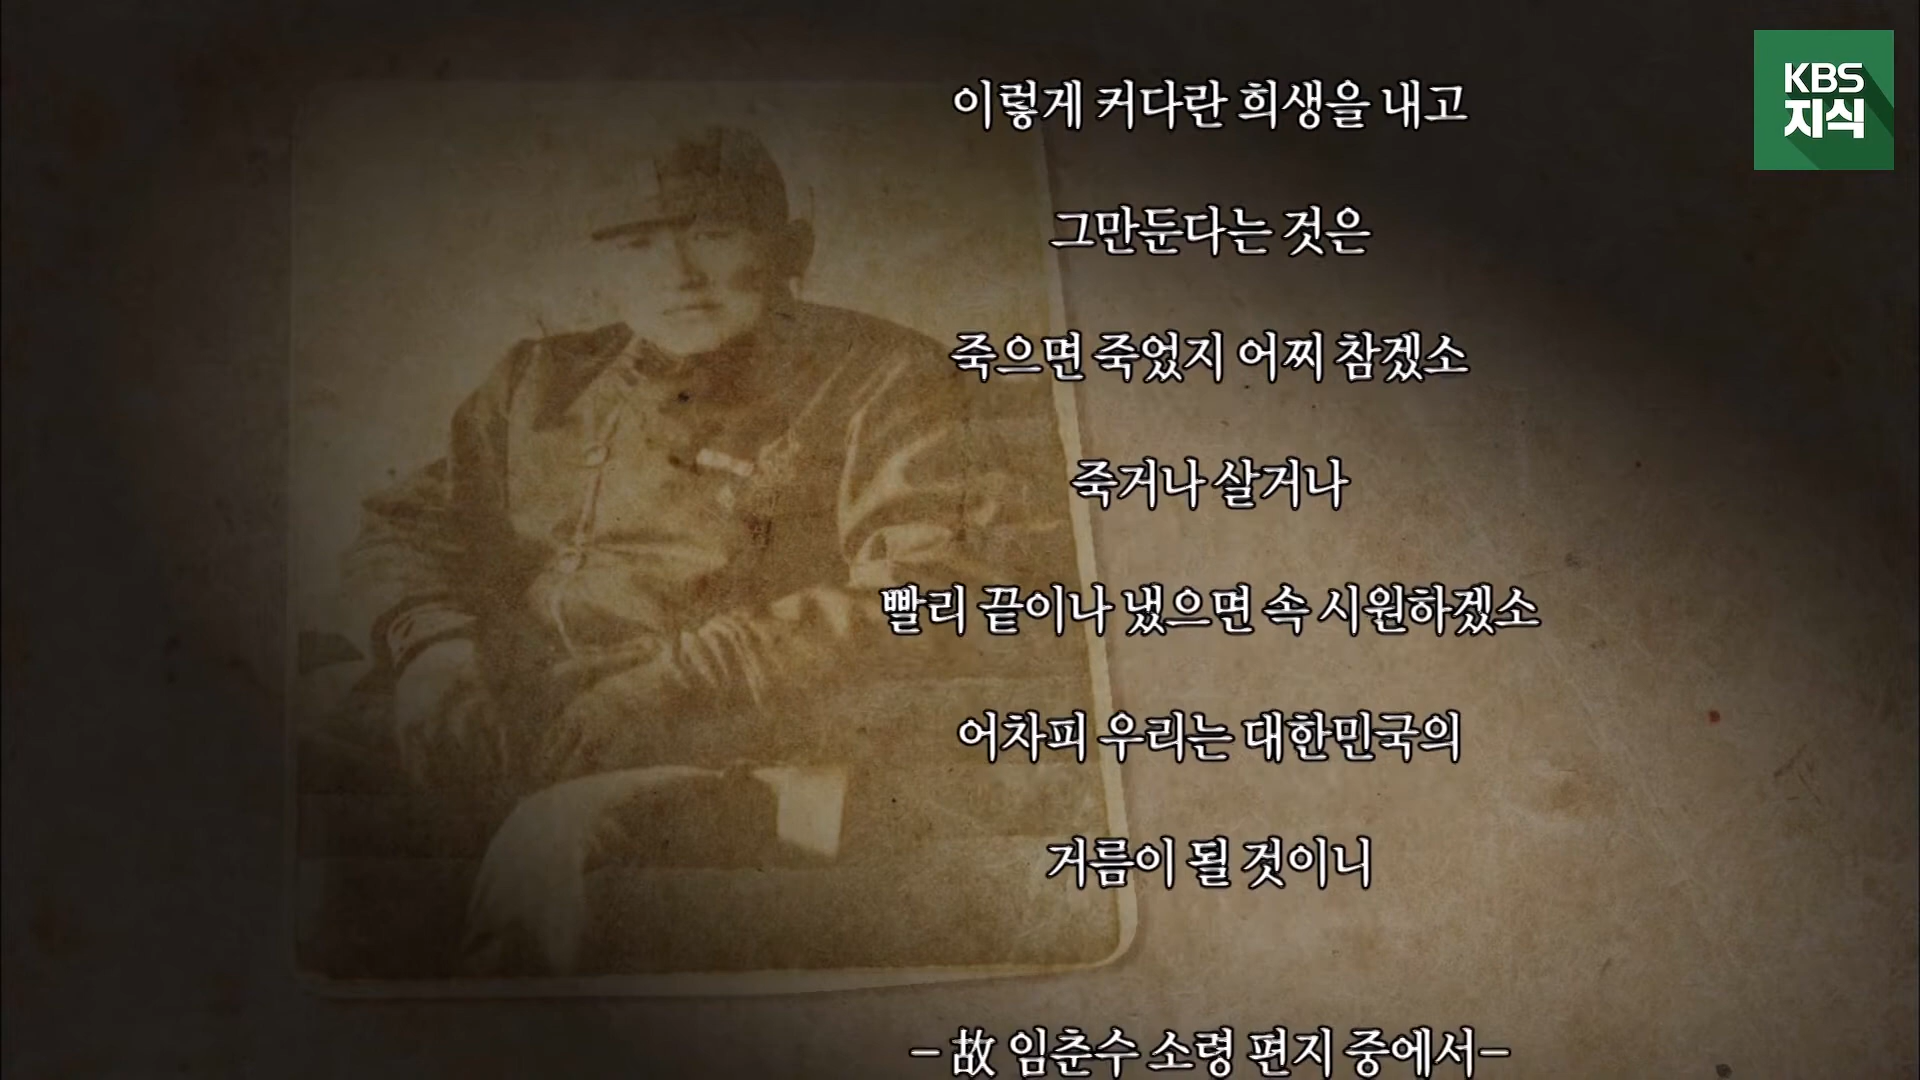 KBS
지식
이렇게 커다란 희생을 내고
그만둔다는 것은
죽으면 죽었지 어찌 참겠소
죽거나 살거나
빨리 끝이나 냈으면 속 시원하겠소
어차피 우리는 대한민국의
거름이 될 것이니
- 故 임춘수 소령 편지 중에서-